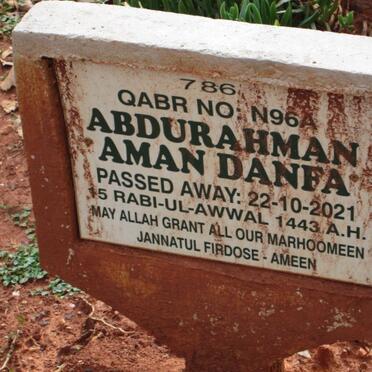 786
QABR NO. N96A
ABDURAHMAN
AMAN DANFA
PASSED AWAY: 22-10-2021
15 RABI-UL-AWWAL 1443 A.H.
MAY ALLAH GRANT ALL OUR MARHOOMEEN
JANNATUL FIRDOSE - AMEEN